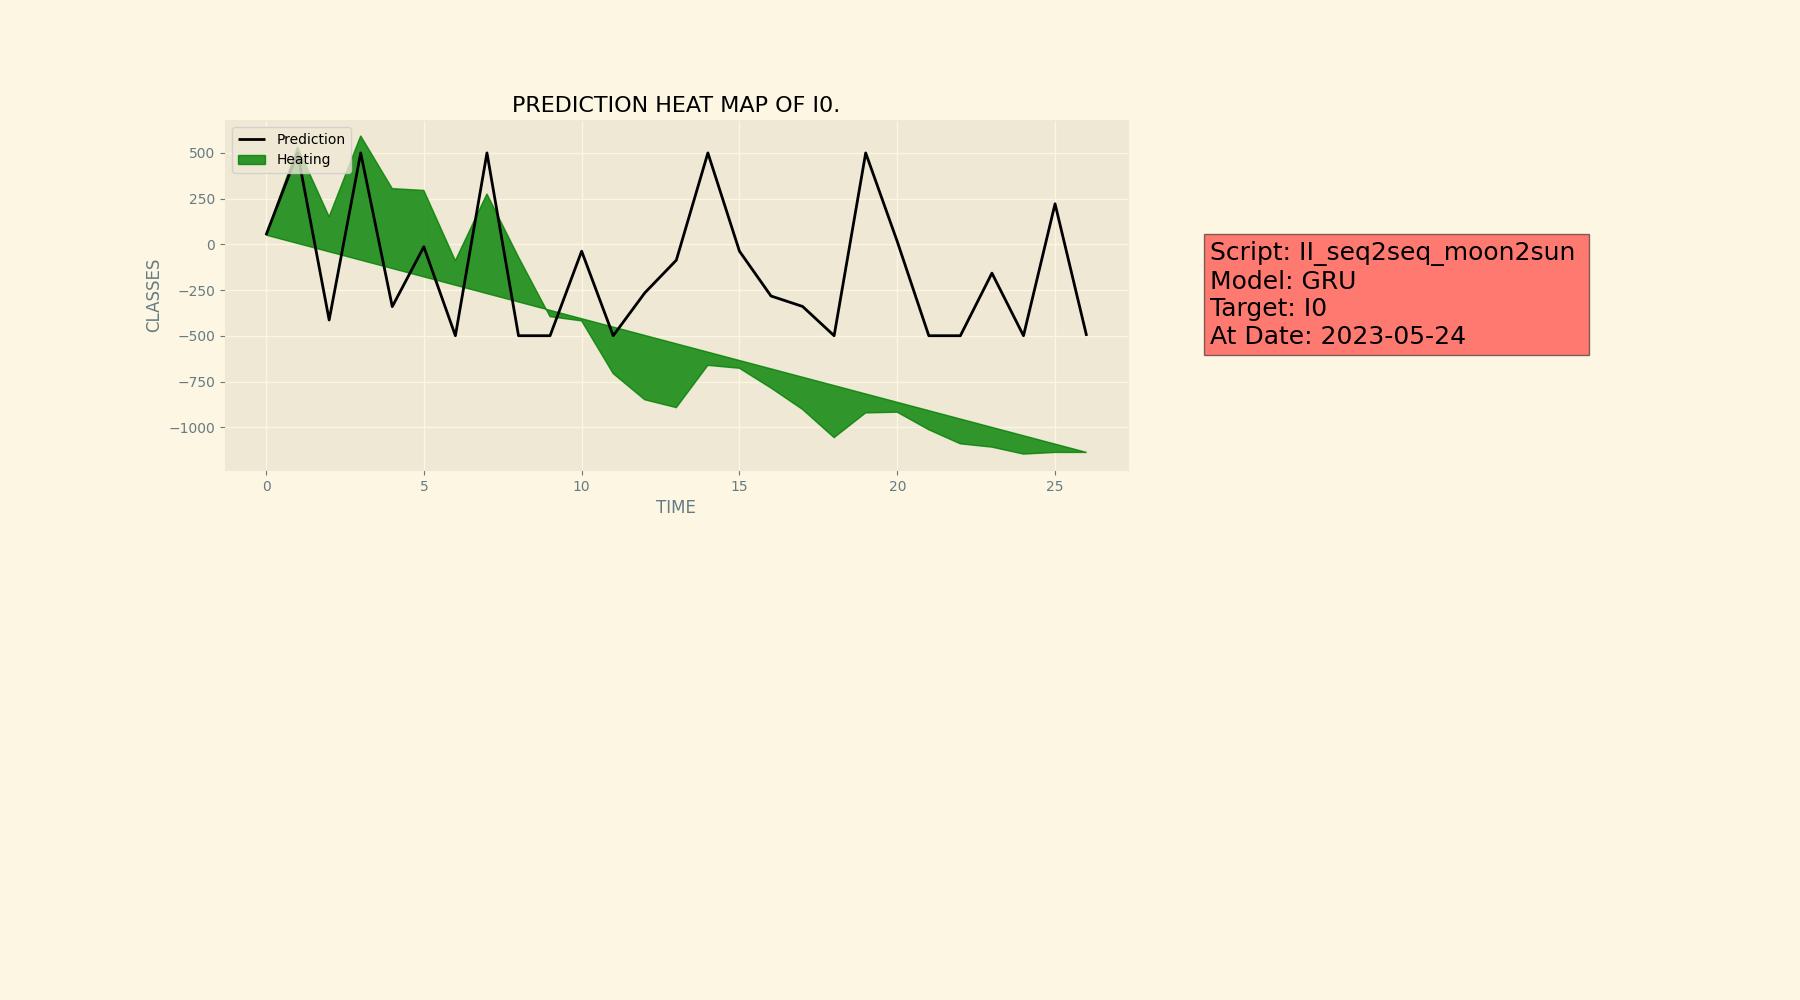 PREDICTION HEAT MAP OF I0.
Prediction
Heating
500
250
0
−250
−500
−750
−1000
CLASSES
0 5 10 15 20 25
TIME
Script: II_seq2seq_moon2sun
Model: GRU
Target: I0
At Date: 2023-05-24